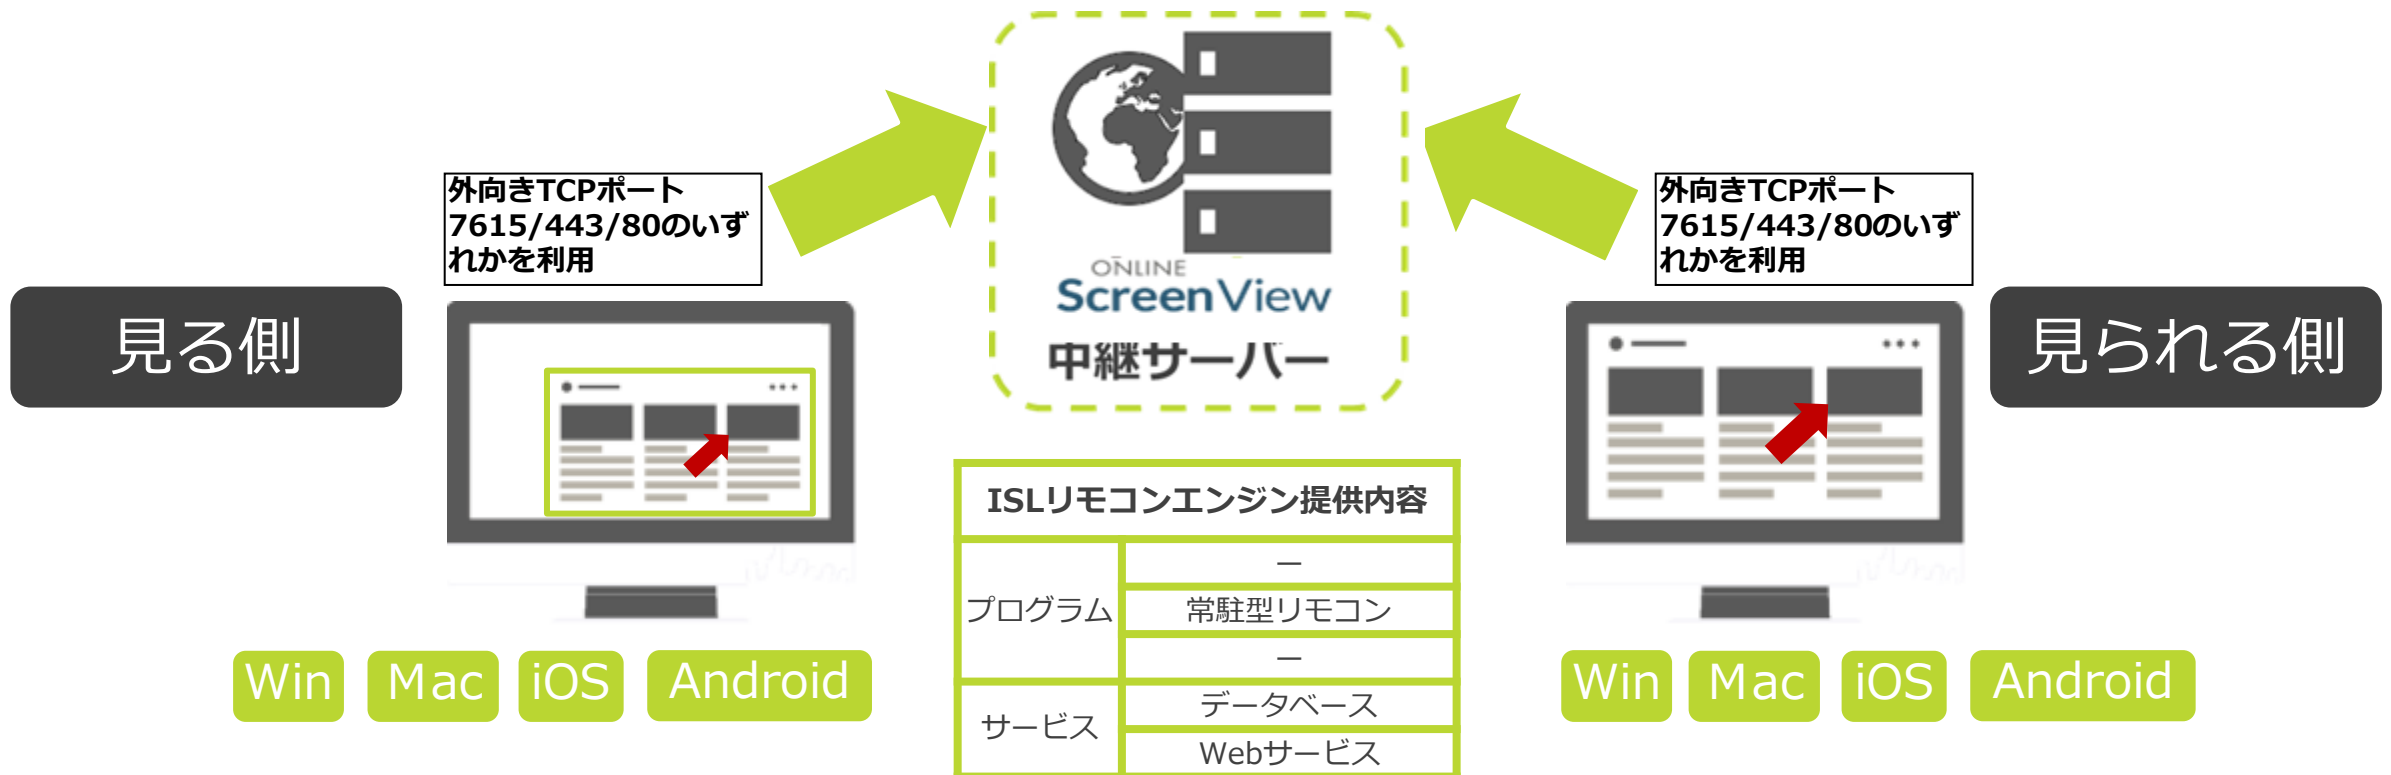 外向きTCPポート
7615/443/80のいず
れかを利用
見る側
Win
Mac
iOS
Android
ONLINE
ScreenView
中継サーバー
ISLリモコンエンジン提供内容
プログラム
ー
常駐型リモコン
ー
サービス
データベース
Webサービス
外向きTCPポート
7615/443/80のいず
れかを利用
見られる側
Win
Mac
iOS
Android